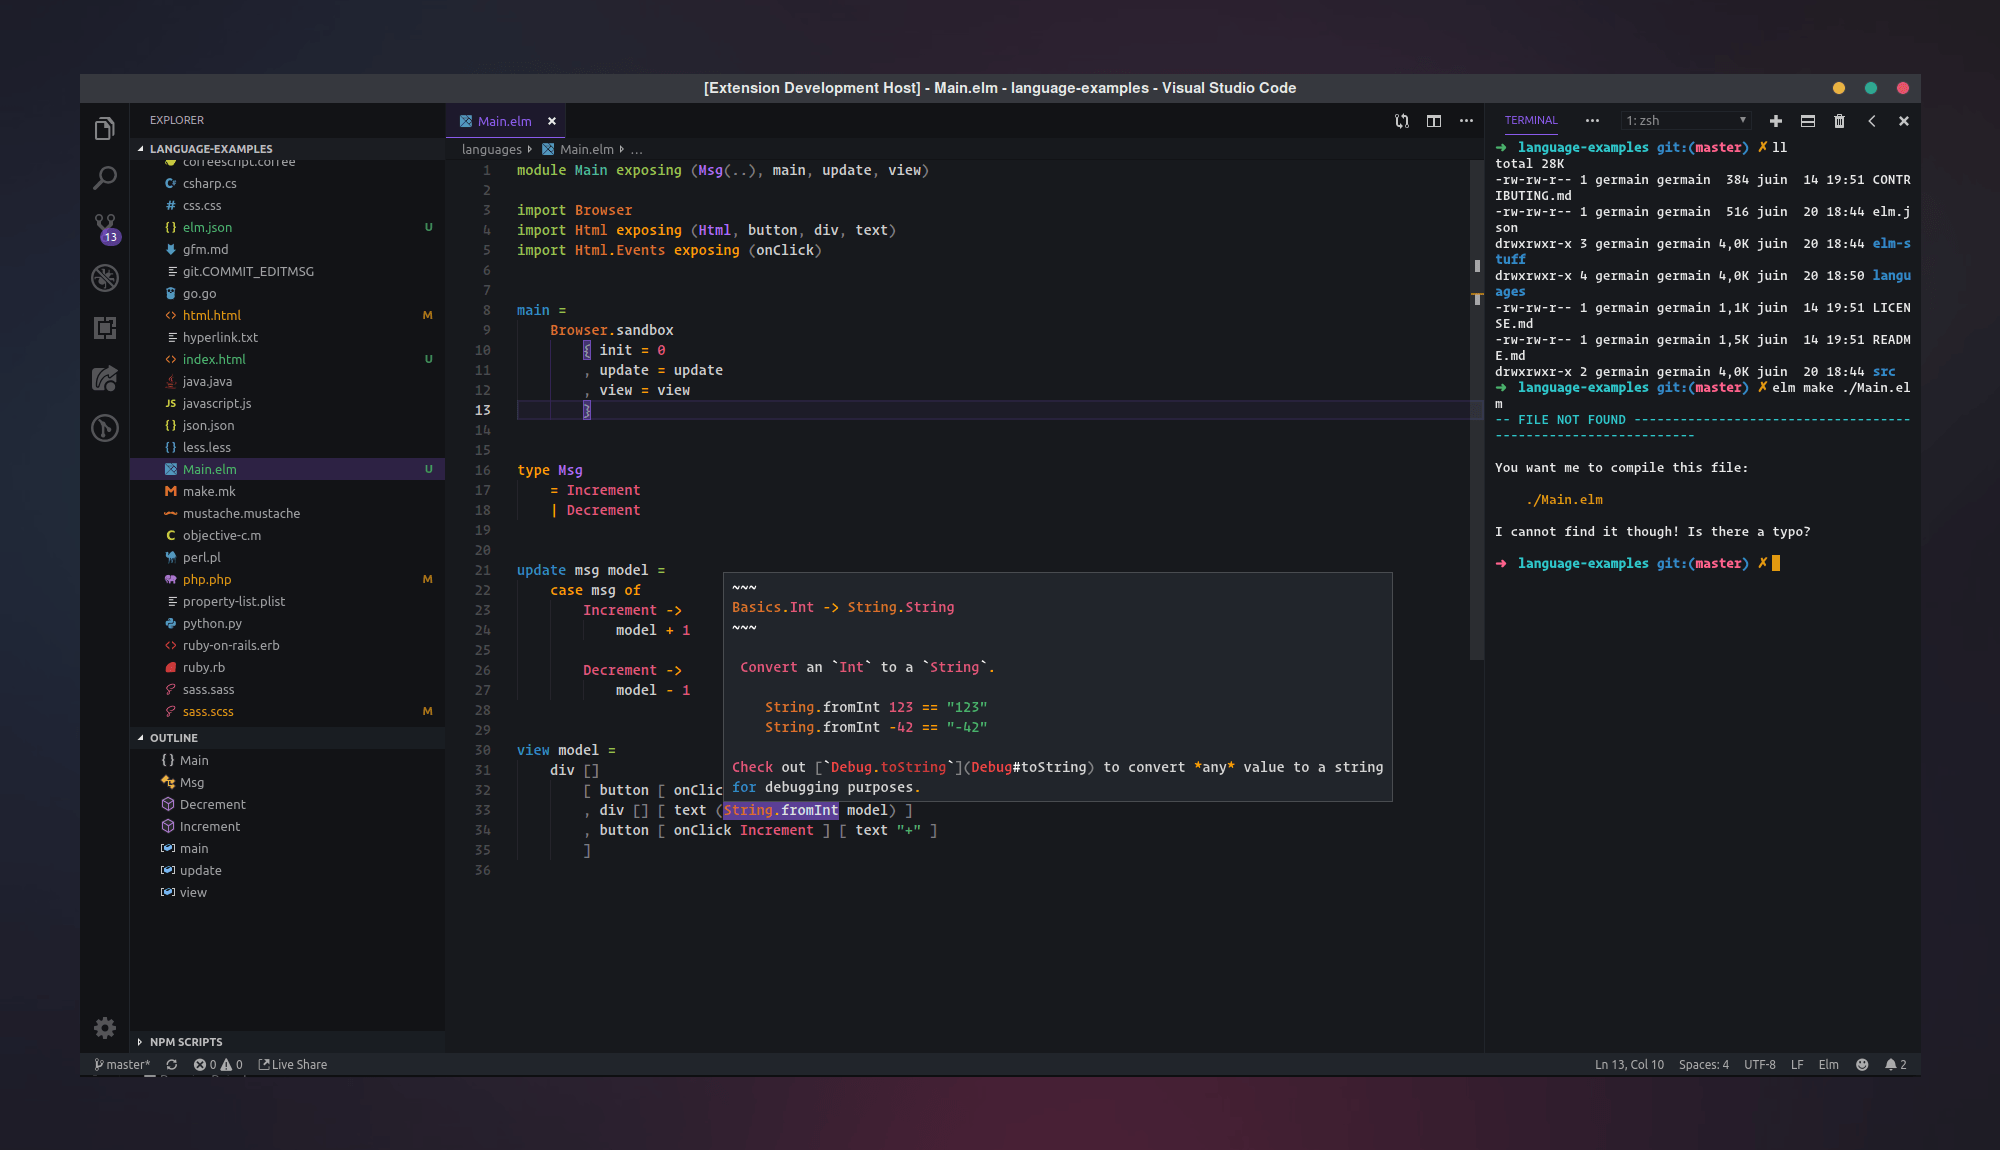 [Extension Development Host] - Main.elm - language-examples - Visual Studio Code
EXPLORER
LANGUAGE-EXAMPLES
coffeescript.coffee
csharp.cs
css.css
elm.json U
gfm.md
git.COMMIT_EDITMSG
go.go
html.html M
hyperlink.txt
index.html U
java.java
javascript.js
json.json
less.less
Main.elm U
make.mk
mustache.mustache
objective-c.m
perl.pl
php.php M
property-list.plist
python.py
ruby-on-rails.erb
ruby.rb
sass.sass
sass.scss M
OUTLINE
Main
Msg
Decrement
Increment
main
update
view
NPM SCRIPTS
13
Main.elm ×
languages Main.elm …
1 module Main exposing (Msg(..), main, update, view)
2
3 import Browser
4 import Html exposing (Html, button, div, text)
5 import Html.Events exposing (onClick)
6
7
8 main =
9 Browser.sandbox
10 { init = 0
11 , update = update
12 , view = view
13 }
14
15
16 type Msg
17 = Increment
18 | Decrement
19
20
21 update msg model =
22 case msg of
23 Increment ->
24 model + 1
25
26 Decrement ->
27 model - 1
28
29
30 view model =
31 div []
32 [ button [ onClic
33 , div [] [ text (String.fromInt model) ]
34 , button [ onClick Increment ] [ text "+" ]
35 ]
36
~~~
Basics.Int -> String.String
~~~
Convert an `Int` to a `String`.
String.fromInt 123 == "123"
String.fromInt -42 == "-42"
Check out [`Debug.toString`](Debug#toString) to convert *any* value to a string
for debugging purposes.
TERMINAL ... 1: zsh
➜ language-examples git:(master) ✗ ll
total 28K
-rw-rw-r-- 1 germain germain 384 juin 14 19:51 CONTR
IBUTING.md
-rw-rw-r-- 1 germain germain 516 juin 20 18:44 elm.j
son
drwxrwxr-x 3 germain germain 4,0K juin 20 18:44 elm-s
tuff
drwxrwxr-x 4 germain germain 4,0K juin 20 18:50 langu
ages
-rw-rw-r-- 1 germain germain 1,1K juin 14 19:51 LICEN
SE.md
-rw-rw-r-- 1 germain germain 1,5K juin 14 19:51 READM
E.md
drwxrwxr-x 2 germain germain 4,0K juin 20 18:44 src
➜ language-examples git:(master) ✗ elm make ./Main.el
m
-- FILE NOT FOUND ------------------------------------
--------------------------
You want me to compile this file:
./Main.elm
I cannot find it though! Is there a typo?
➜ language-examples git:(master) ✗
master* 0 0 Live Share
Ln 13, Col 10 Spaces: 4 UTF-8 LF Elm 2